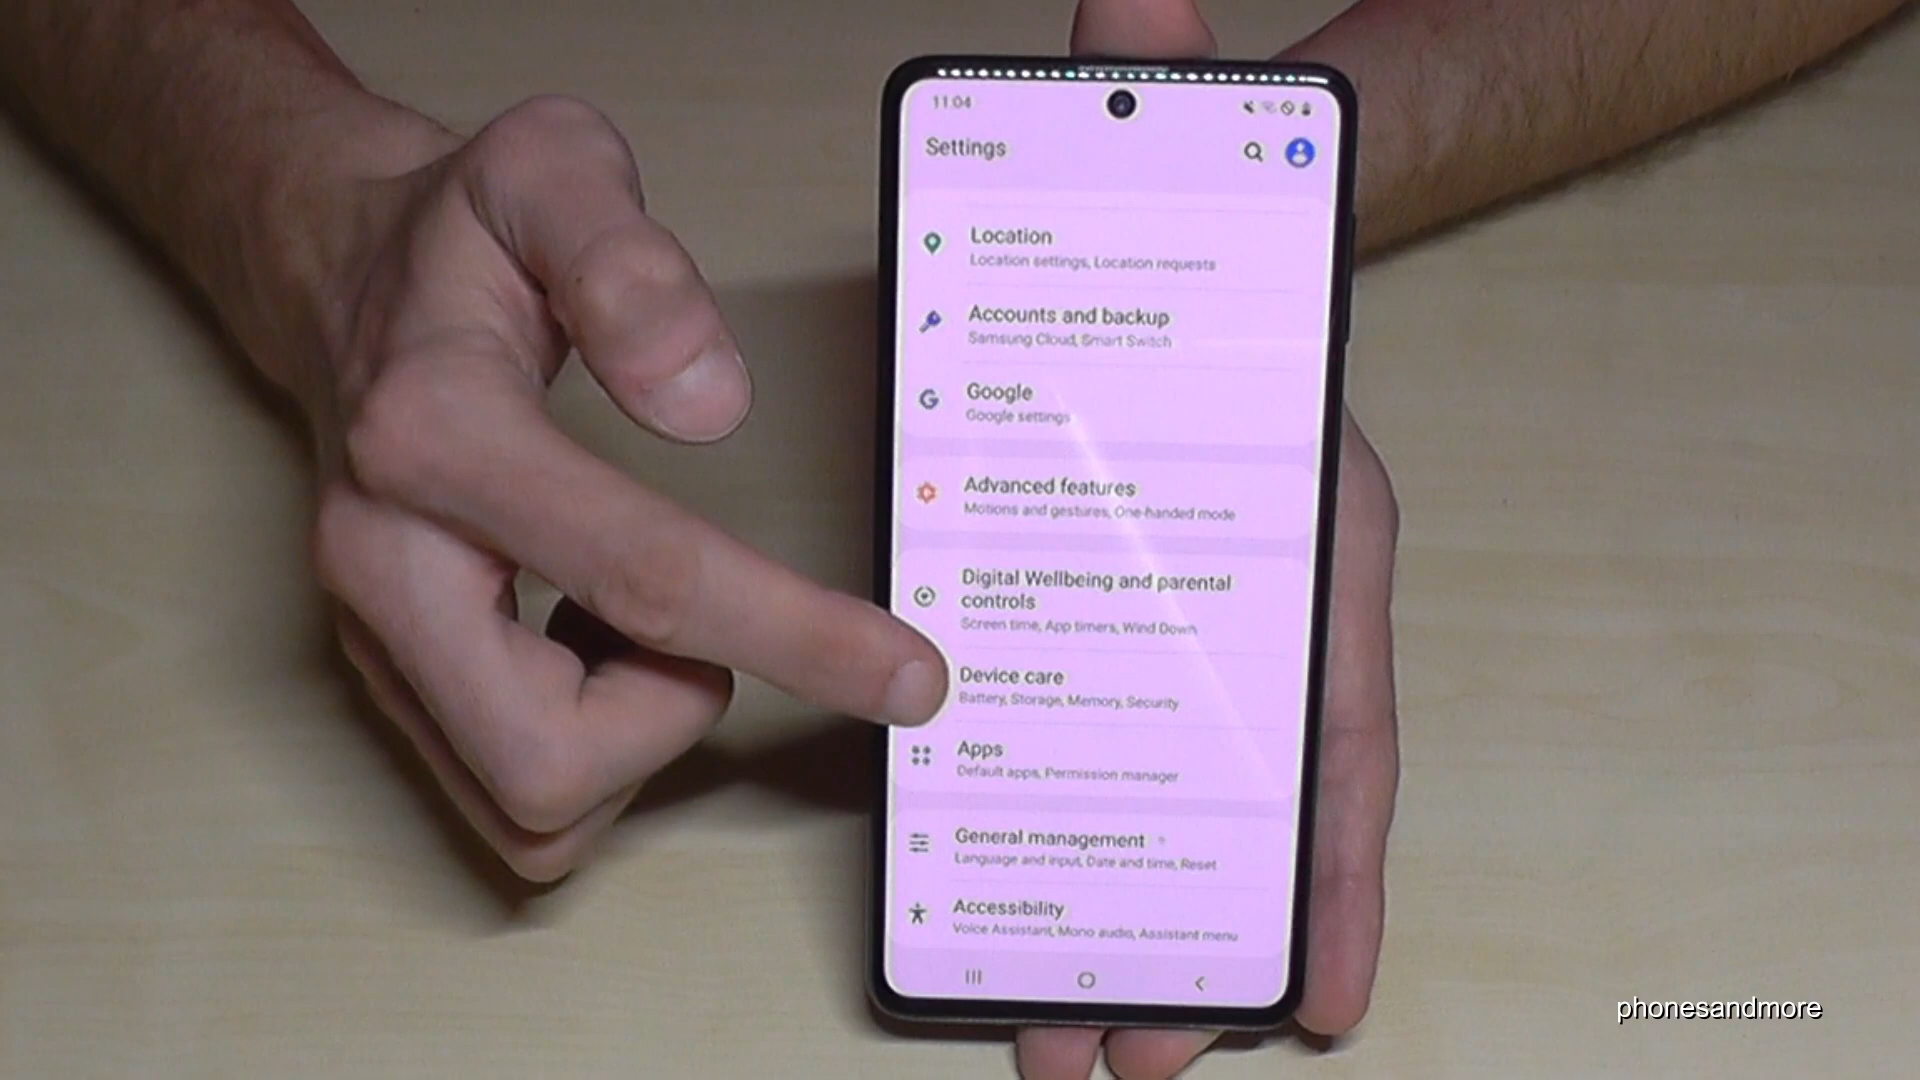 11:04
Settings
Location
Location settings, Location requests
Accounts and backup
Samsung Cloud, Smart Switch
Google
Google settings
Advanced features
Motions and gestures, One-handed mode
Digital Wellbeing and parental
controls
Screen time, App timers, Wind Down
Device care
Battery, Storage, Memory, Security
Apps
Default apps, Permission manager
General management
Language and input, Date and time, Reset
Accessibility
Voice Assistant, Mono audio, Assistant menu
phonesandmore